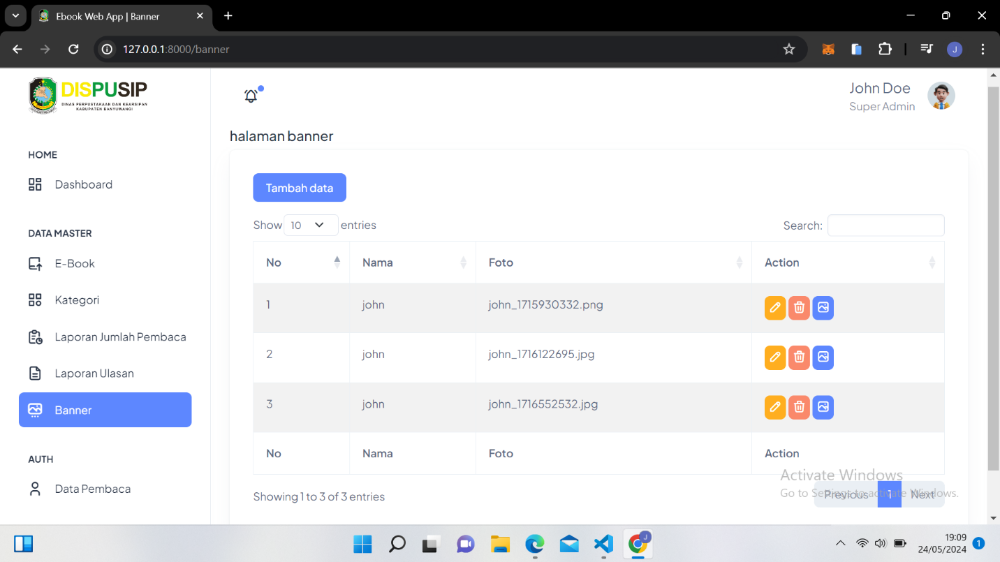 Ebook Web App | Banner
127.0.0.1:8000/banner
J
DISPUSIP
DINAS PERPUSTAKAAN DAN KEARSIPAN
KABUPATEN BANYUWANGI
John Doe
Super Admin
HOME
Dashboard
DATA MASTER
E-Book
Kategori
Laporan Jumlah Pembaca
Laporan Ulasan
Banner
AUTH
Data Pembaca
halaman banner
Tambah data
Show 10 entries
Search:
No Nama Foto Action
1 john john_1715930332.png
2 john john_1716122695.jpg
3 john john_1716552532.jpg
No Nama Foto Action
Showing 1 to 3 of 3 entries
Previous 1 Next
Activate Windows
Go to Settings to activate Windows.
J
19:09
24/05/2024
1